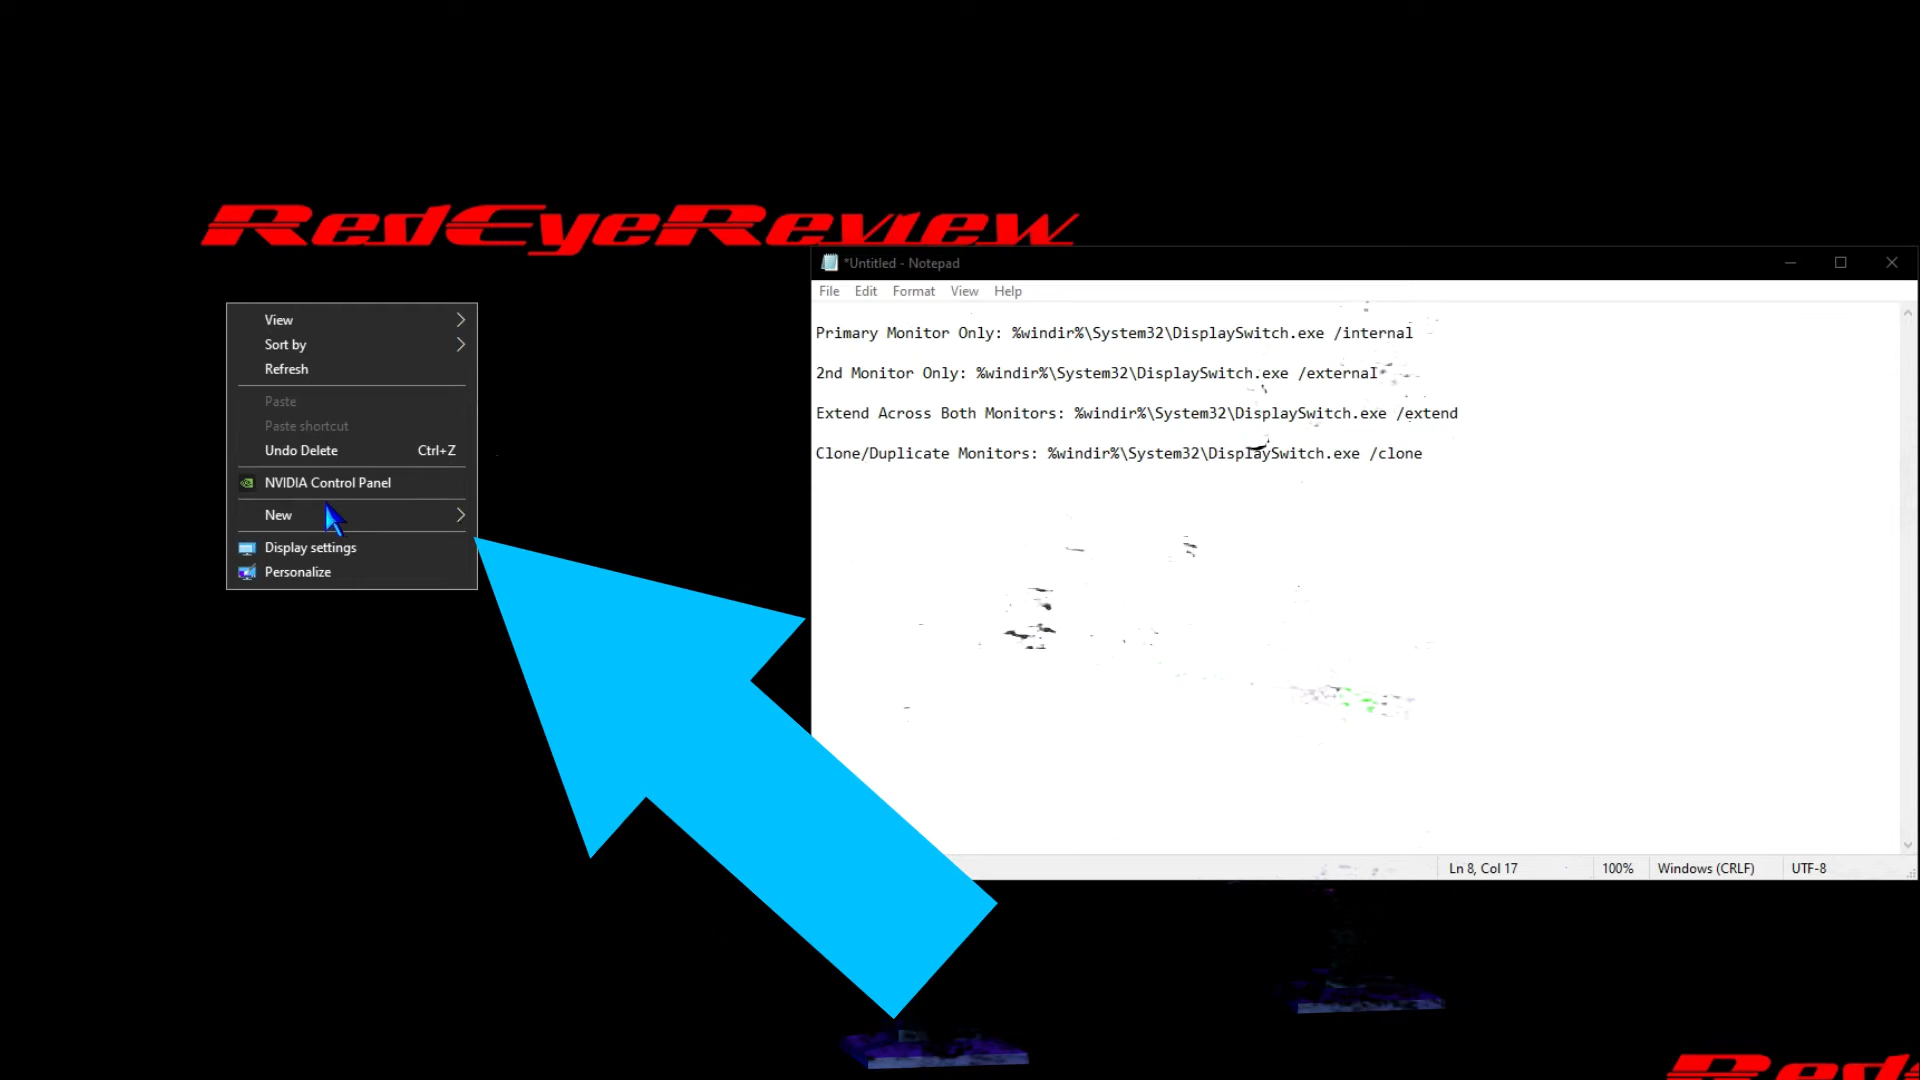 RedEyeReview
*Untitled - Notepad
File Edit Format View Help
Primary Monitor Only: %windir%\System32\DisplaySwitch.exe /internal
2nd Monitor Only: %windir%\System32\DisplaySwitch.exe /external
Extend Across Both Monitors: %windir%\System32\DisplaySwitch.exe /extend
Clone/Duplicate Monitors: %windir%\System32\DisplaySwitch.exe /clone
Ln 8, Col 17 100% Windows (CRLF) UTF-8
View
Sort by
Refresh
Paste
Paste shortcut
Undo Delete Ctrl+Z
NVIDIA Control Panel
New
Display settings
Personalize